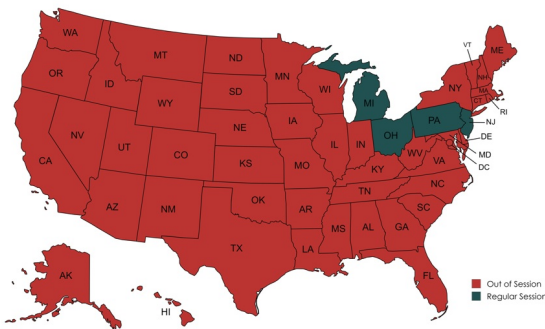 WA
MT
ND
MN
VT
ME
OR
ID
SD
WI
NH
NY
MA
WY
MI
CT
RI
IA
PA
NJ
NE
NV
OH
DE
UT
IL
IN
MD
CO
WV
VA
DC
CA
KS
MO
KY
NC
TN
AZ
NM
OK
AR
SC
MS
AL
GA
TX
LA
AK
FL
HI
Out of Session
Regular Session